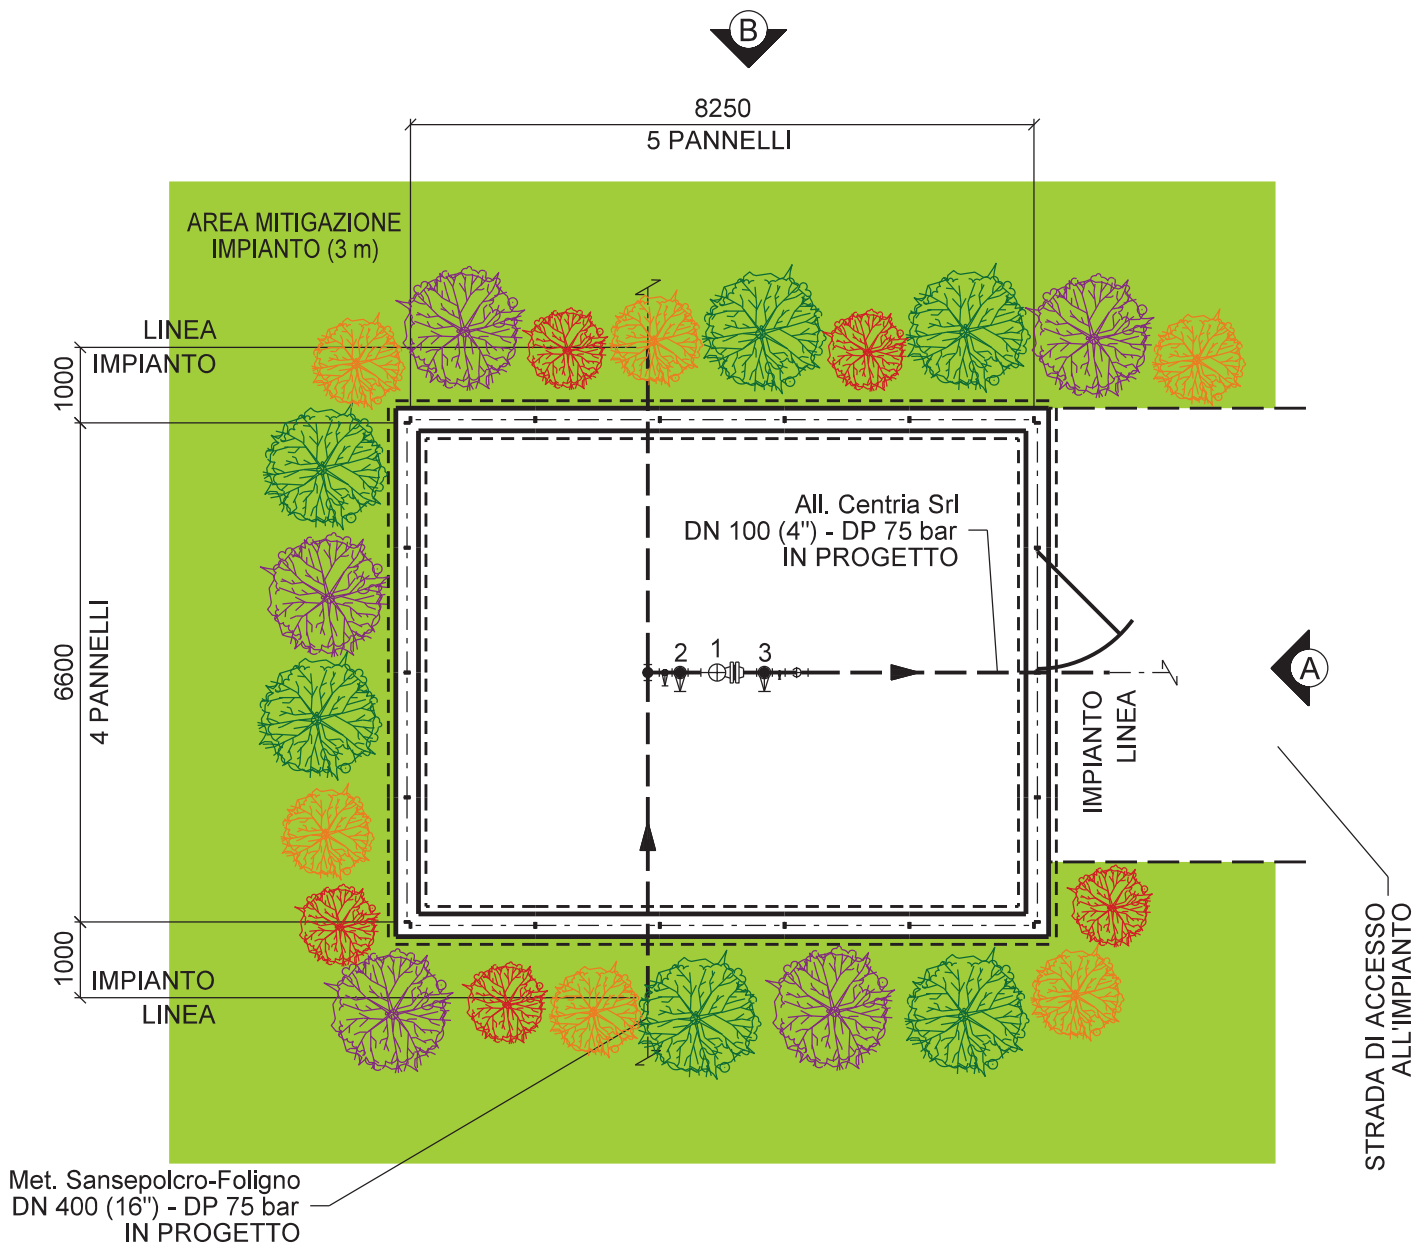 B
8250
5 PANNELLI
AREA MITIGAZIONE
IMPIANTO (3 m)
LINEA
IMPIANTO
1000
All. Centria Srl
DN 100 (4") - DP 75 bar
IN PROGETTO
6600
4 PANNELLI
2
1
3
IMPIANTO
LINEA
A
1000
IMPIANTO
LINEA
STRADA DI ACCESSO
ALL'IMPIANTO
Met. Sansepolcro-Foligno
DN 400 (16") - DP 75 bar
IN PROGETTO